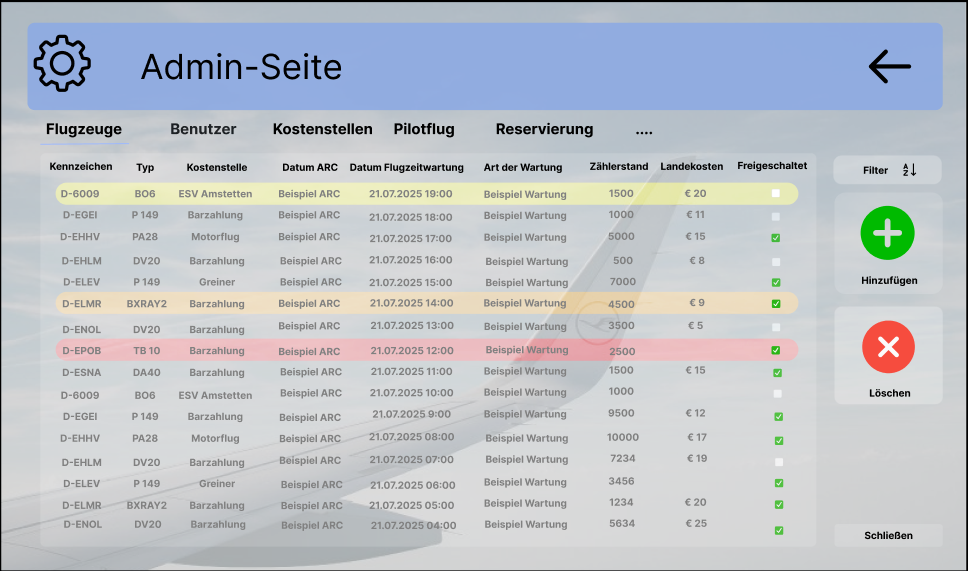 Admin-Seite
Flugzeuge Benutzer Kostenstellen Pilotflug Reservierung ....
Kennzeichen Typ Kostenstelle Datum ARC Datum Flugzeitwartung Art der Wartung Zählerstand Landekosten Freigeschaltet
D-6009 BO6 ESV Amstetten Beispiel ARC 21.07.2025 19:00 Beispiel Wartung 1500 € 20
D-EGEI P 149 Barzahlung Beispiel ARC 21.07.2025 18:00 Beispiel Wartung 1000 € 11
D-EHHV PA28 Motorflug Beispiel ARC 21.07.2025 17:00 Beispiel Wartung 5000 € 15
D-EHLM DV20 Barzahlung Beispiel ARC 21.07.2025 16:00 Beispiel Wartung 500 € 8
D-ELEV P 149 Greiner Beispiel ARC 21.07.2025 15:00 Beispiel Wartung 7000
D-ELMR BXRAY2 Barzahlung Beispiel ARC 21.07.2025 14:00 Beispiel Wartung 4500 € 9
D-ENOL DV20 Barzahlung Beispiel ARC 21.07.2025 13:00 Beispiel Wartung 3500 € 5
D-EPOB TB 10 Barzahlung Beispiel ARC 21.07.2025 12:00 Beispiel Wartung 2500
D-ESNA DA40 Barzahlung Beispiel ARC 21.07.2025 11:00 Beispiel Wartung 1500 € 15
D-6009 BO6 ESV Amstetten Beispiel ARC 21.07.2025 10:00 Beispiel Wartung 1000
D-EGEI P 149 Barzahlung Beispiel ARC 21.07.2025 9:00 Beispiel Wartung 9500 € 12
D-EHHV PA28 Motorflug Beispiel ARC 21.07.2025 08:00 Beispiel Wartung 10000 € 17
D-EHLM DV20 Barzahlung Beispiel ARC 21.07.2025 07:00 Beispiel Wartung 7234 € 19
D-ELEV P 149 Greiner Beispiel ARC 21.07.2025 06:00 Beispiel Wartung 3456
D-ELMR BXRAY2 Barzahlung Beispiel ARC 21.07.2025 05:00 Beispiel Wartung 1234 € 20
D-ENOL DV20 Barzahlung Beispiel ARC 21.07.2025 04:00 Beispiel Wartung 5634 € 25
Filter A Z
Hinzufügen
Löschen
Schließen